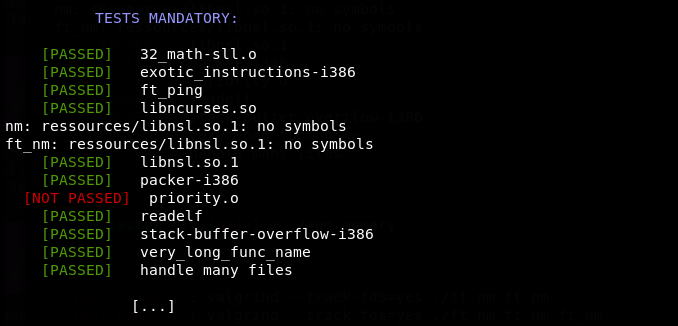 TESTS MANDATORY:
[PASSED] 32_math-sll.o
[PASSED] exotic_instructions-i386
[PASSED] ft_ping
[PASSED] libncurses.so
nm: ressources/libnsl.so.1: no symbols
ft_nm: ressources/libnsl.so.1: no symbols
[PASSED] libnsl.so.1
[PASSED] packer-i386
[NOT PASSED] priority.o
[PASSED] readelf
[PASSED] stack-buffer-overflow-i386
[PASSED] very_long_func_name
[PASSED] handle many files
[...]